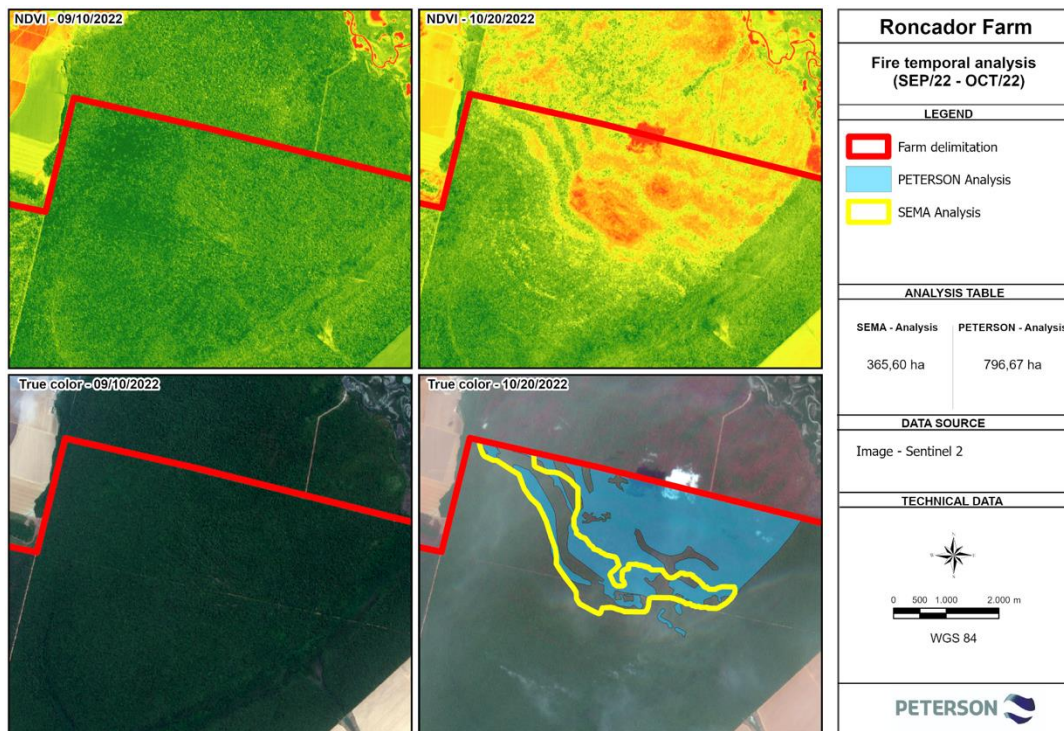 NDVI - 09/10/2022
NDVI - 10/20/2022
True color - 09/10/2022
True color - 10/20/2022
Roncador Farm
Fire temporal analysis
(SEP/22 - OCT/22)
LEGEND
Farm delimitation
PETERSON Analysis
SEMA Analysis
ANALYSIS TABLE
SEMA - Analysis PETERSON - Analysis
365,60 ha 796,67 ha
DATA SOURCE
Image - Sentinel 2
TECHNICAL DATA
0 500 1.000 2.000 m
WGS 84
PETERSON